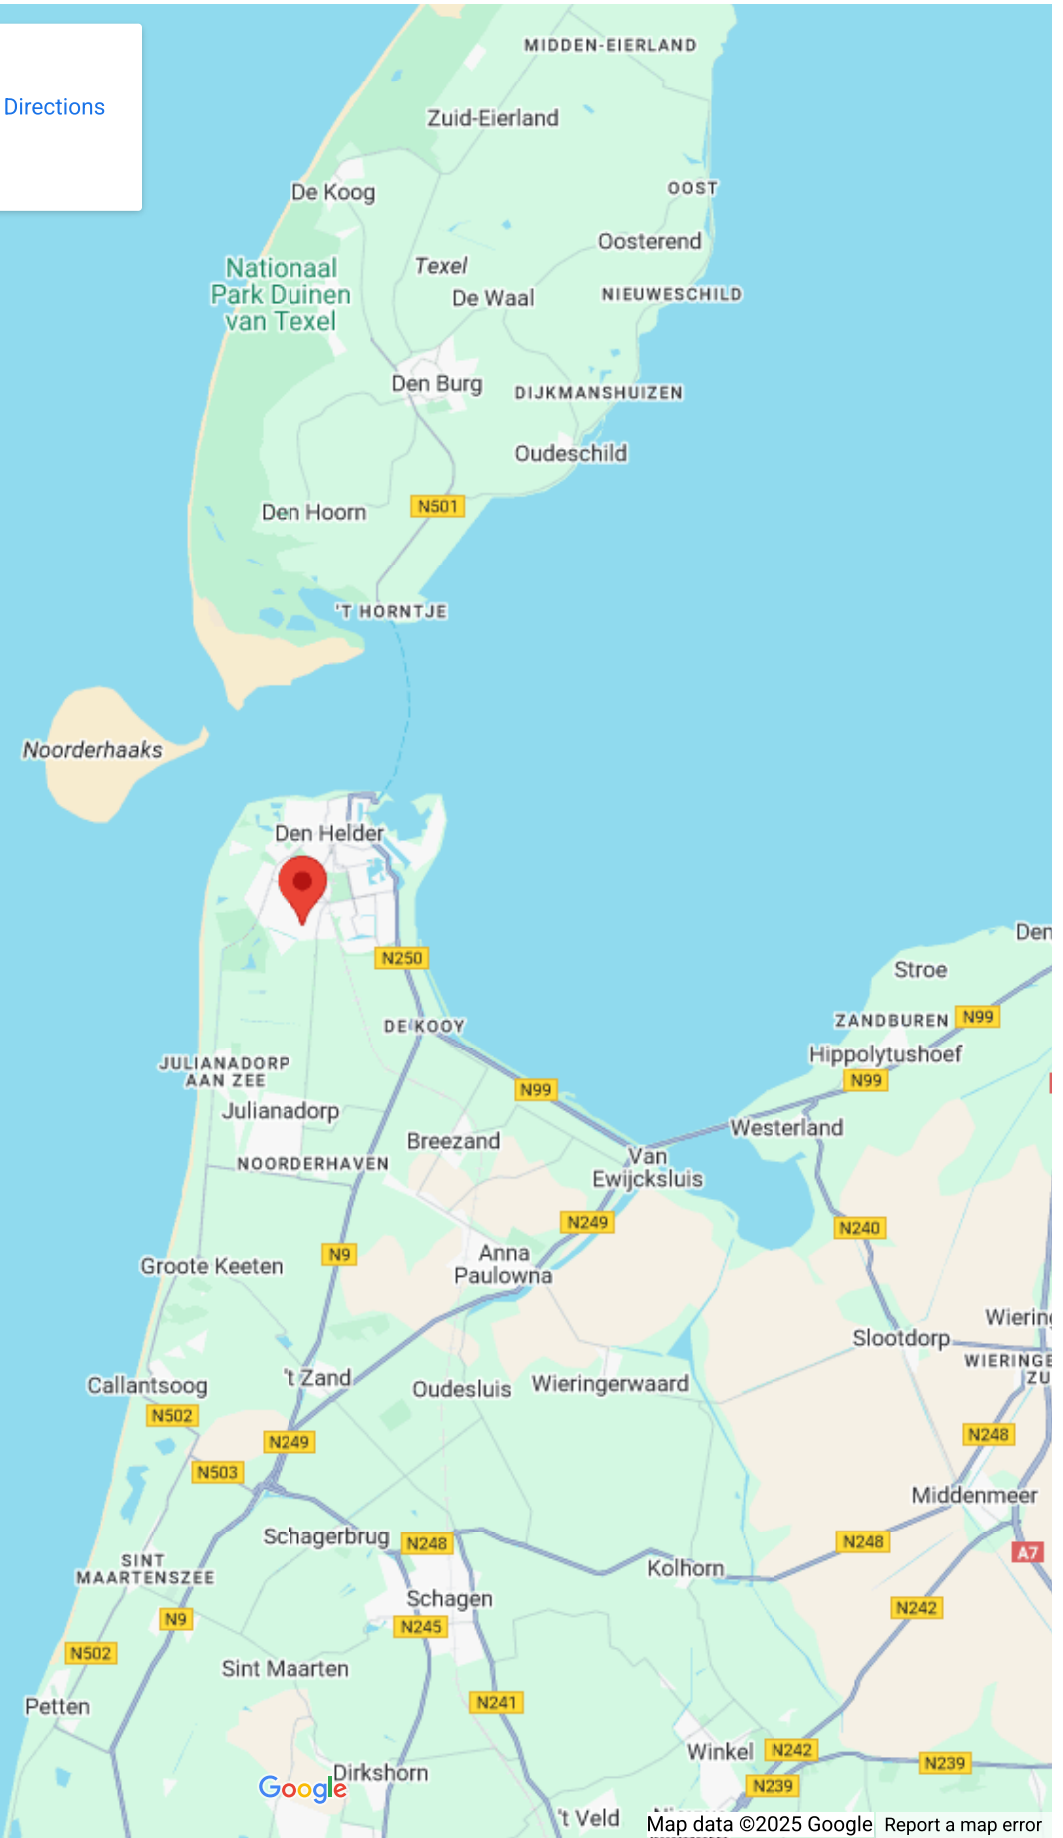 MIDDEN-EIERLAND
Directions
Zuid-Eierland
De Koog
OOST
Oosterend
Nationaal
Park Duinen
van Texel
Texel
De Waal
NIEUWESCHILD
Den Burg
DIJKMANSHUIZEN
Oudeschild
N501
Den Hoorn
'T HORNTJE
Noorderhaaks
Den Helder
Den
N250
Stroe
DE KOOY
ZANDBUREN
N99
Hippolytushoef
JULIANADORP
AAN ZEE
N99
N99
Julianadorp
Westerland
Breezand
Van
Ewijcksluis
NOORDERHAVEN
N249
N240
N9
Anna
Paulowna
Groote Keeten
Wiering
Slootdorp
WIERINGE
ZU
't Zand
Callantsoog
Oudesluis
Wieringerwaard
N502
N249
N248
N503
Middenmeer
Schagerbrug
N248
N248
A7
SINT
MAARTENSZEE
Kolhorn
Schagen
N242
N9
N245
N502
Sint Maarten
N241
Petten
Winkel
N242
N239
Dirkshorn
N239
Google
't Veld
Map data ©2025 Google
Report a map error